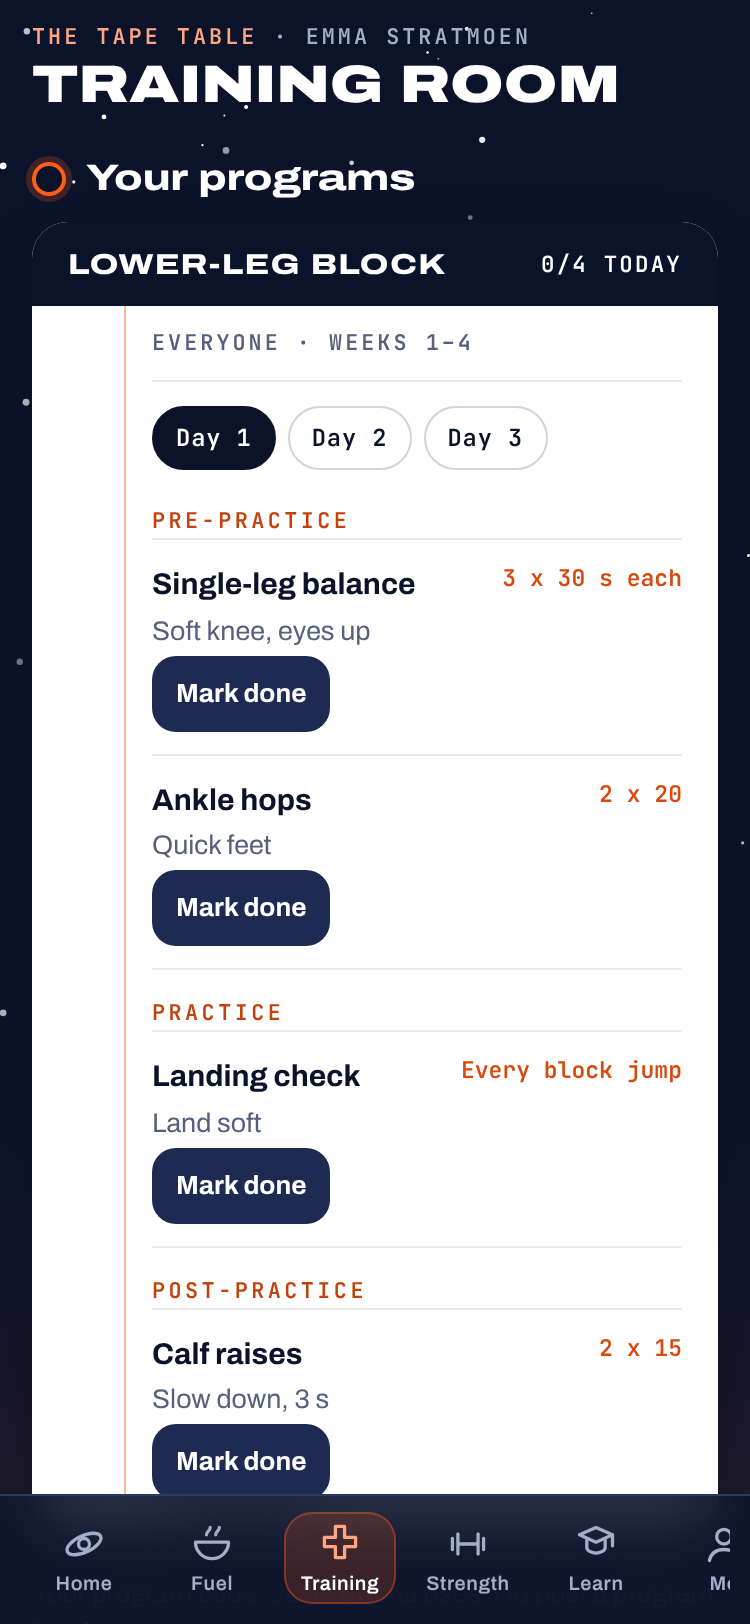 THE TAPE TABLE · EMMA STRATMOEN
TRAINING ROOM
Your programs
LOWER-LEG BLOCK 0/4 TODAY
EVERYONE · WEEKS 1–4
Day 1 Day 2 Day 3
PRE-PRACTICE
Single-leg balance 3 x 30 s each
Soft knee, eyes up
Mark done
Ankle hops 2 x 20
Quick feet
Mark done
PRACTICE
Landing check Every block jump
Land soft
Mark done
POST-PRACTICE
Calf raises 2 x 15
Slow down, 3 s
Mark done
Home Fuel Training Strength Learn